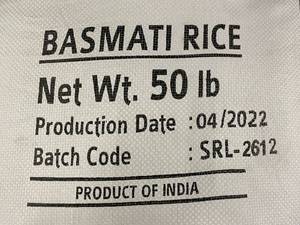 BASMATI RICE
Net Wt. 50 lb
Production Date : 04/2022
Batch Code : SRL-2612
PRODUCT OF INDIA